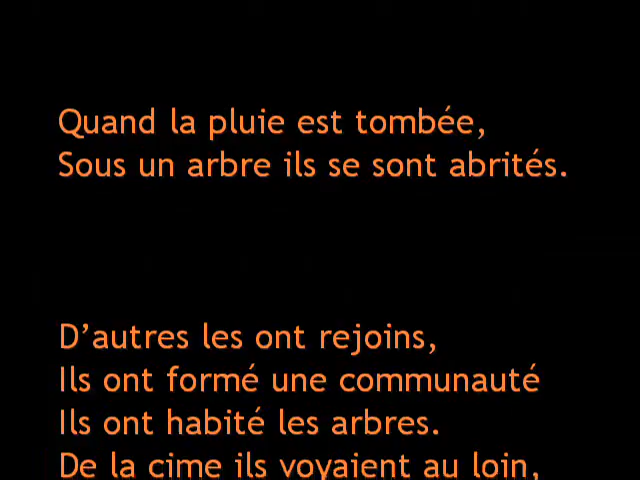 Quand la pluie est tombée,
Sous un arbre ils se sont abrités.
D’autres les ont rejoins,
Ils ont formé une communauté
Ils ont habité les arbres.
De la cime ils voyaient au loin,